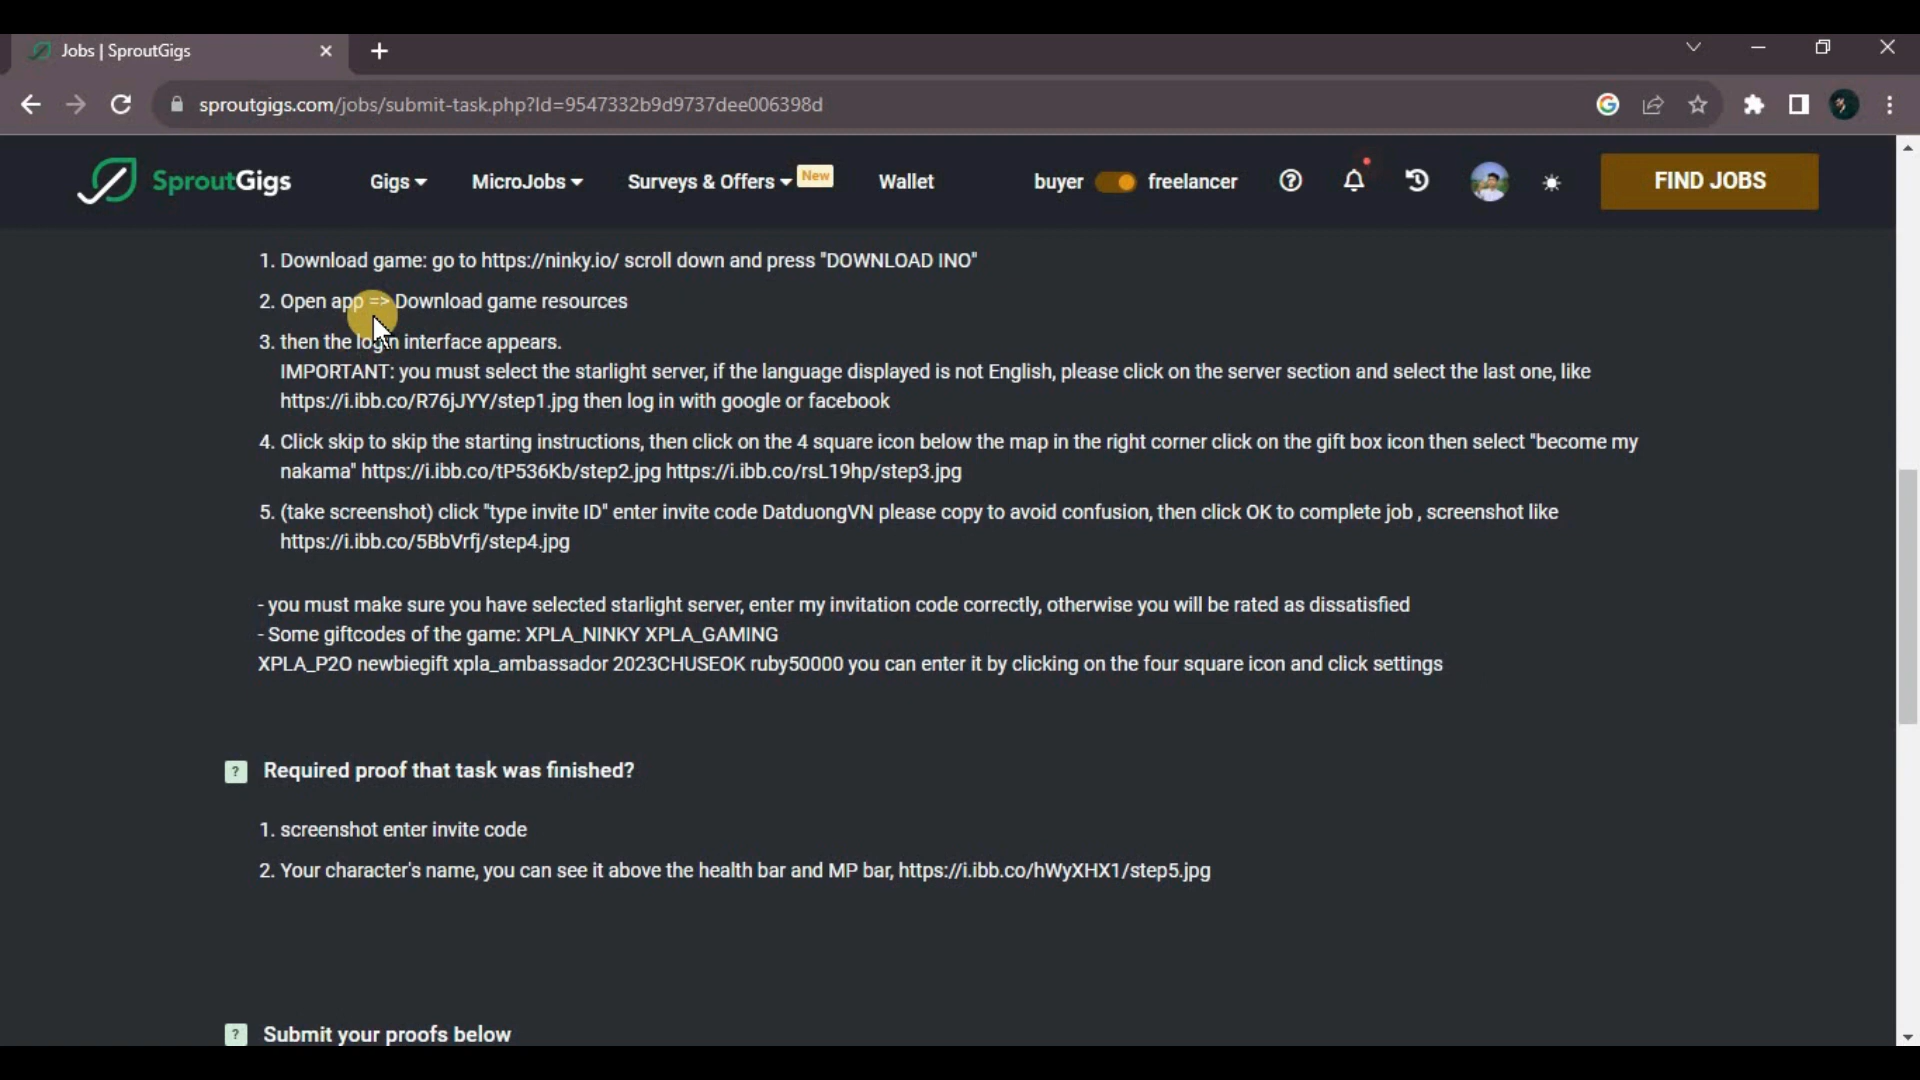 Jobs | SproutGigs
sproutgigs.com/jobs/submit-task.php?Id=9547332b9d9737dee006398d
SproutGigs Gigs MicroJobs Surveys & Offers New Wallet buyer freelancer FIND JOBS
1. Download game: go to https://ninky.io/ scroll down and press "DOWNLOAD INO"
2. Open app => Download game resources
3. then the login interface appears.
IMPORTANT: you must select the starlight server, if the language displayed is not English, please click on the server section and select the last one, like
https://i.ibb.co/R76jJYY/step1.jpg then log in with google or facebook
4. Click skip to skip the starting instructions, then click on the 4 square icon below the map in the right corner click on the gift box icon then select "become my
nakama" https://i.ibb.co/tP536Kb/step2.jpg https://i.ibb.co/rsL19hp/step3.jpg
5. (take screenshot) click "type invite ID" enter invite code DatduongVN please copy to avoid confusion, then click OK to complete job , screenshot like
https://i.ibb.co/5BbVrfj/step4.jpg
- you must make sure you have selected starlight server, enter my invitation code correctly, otherwise you will be rated as dissatisfied
- Some giftcodes of the game: XPLA_NINKY XPLA_GAMING
XPLA_P2O newbiegift xpla_ambassador 2023CHUSEOK ruby50000 you can enter it by clicking on the four square icon and click settings
? Required proof that task was finished?
1. screenshot enter invite code
2. Your character's name, you can see it above the health bar and MP bar, https://i.ibb.co/hWyXHX1/step5.jpg
? Submit your proofs below